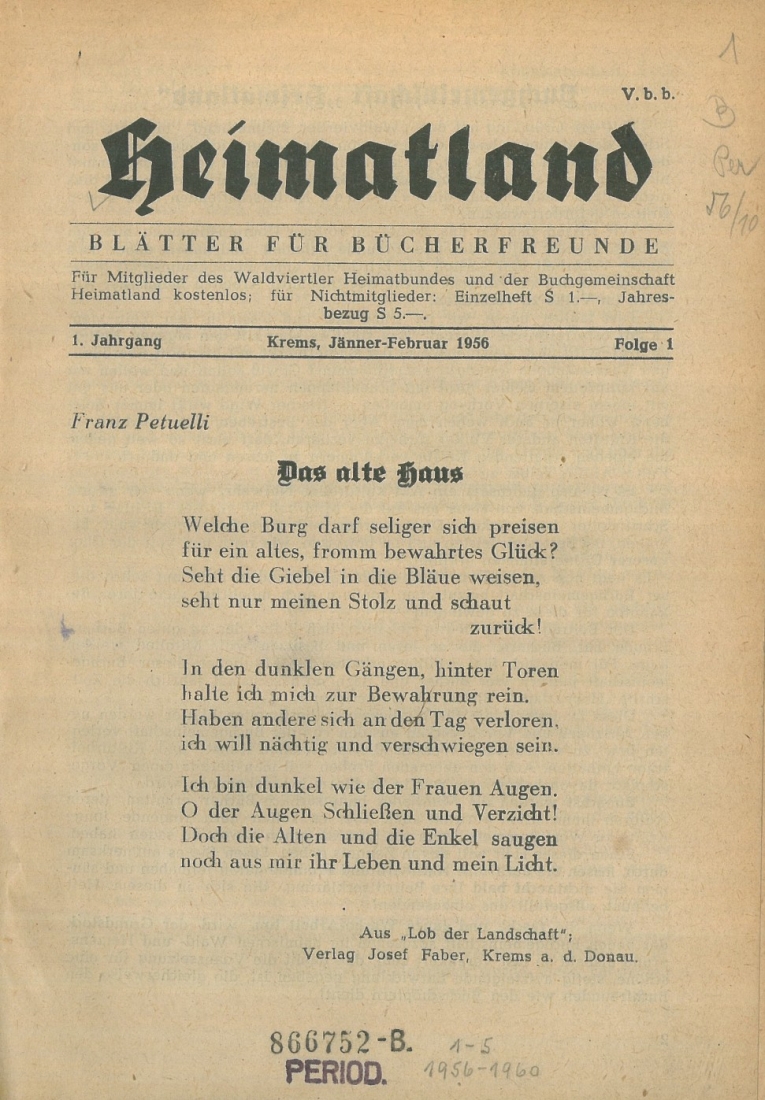 V. b. b.
1
B
Per
56/10
Heimatland
BLÄTTER FÜR BÜCHERFREUNDE
Für Mitglieder des Waldviertler Heimatbundes und der Buchgemeinschaft
Heimatland kostenlos; für Nichtmitglieder: Einzelheft S 1.—, Jahres-
bezug S 5.—.
1. Jahrgang Krems, Jänner-Februar 1956 Folge 1
Franz Petuelli
Das alte Haus
Welche Burg darf seliger sich preisen
für ein altes, fromm bewahrtes Glück?
Seht die Giebel in die Bläue weisen,
seht nur meinen Stolz und schaut
zurück!
In den dunklen Gängen, hinter Toren
halte ich mich zur Bewahrung rein.
Haben andere sich an den Tag verloren,
ich will nächtig und verschwiegen sein.
Ich bin dunkel wie der Frauen Augen.
O der Augen Schließen und Verzicht!
Doch die Alten und die Enkel saugen
noch aus mir ihr Leben und mein Licht.
Aus „Lob der Landschaft";
Verlag Josef Faber, Krems a. d. Donau.
866752-B. 1-5
PERIOD. 1956-1960